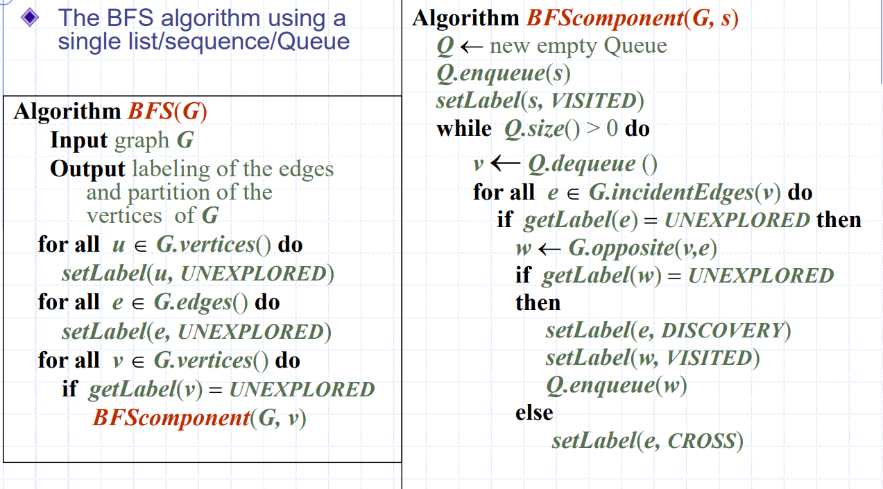 The BFS algorithm using a
single list/sequence/Queue
Algorithm BFS(G)
Input graph G
Output labeling of the edges
and partition of the
vertices of G
for all u ∈ G.vertices() do
setLabel(u, UNEXPLORED)
for all e ∈ G.edges() do
setLabel(e, UNEXPLORED)
for all v ∈ G.vertices() do
if getLabel(v) = UNEXPLORED
BFScomponent(G, v)
Algorithm BFScomponent(G, s)
Q ← new empty Queue
Q.enqueue(s)
setLabel(s, VISITED)
while Q.size() > 0 do
v ← Q.dequeue ()
for all e ∈ G.incidentEdges(v) do
if getLabel(e) = UNEXPLORED then
w ← G.opposite(v,e)
if getLabel(w) = UNEXPLORED
then
setLabel(e, DISCOVERY)
setLabel(w, VISITED)
Q.enqueue(w)
else
setLabel(e, CROSS)